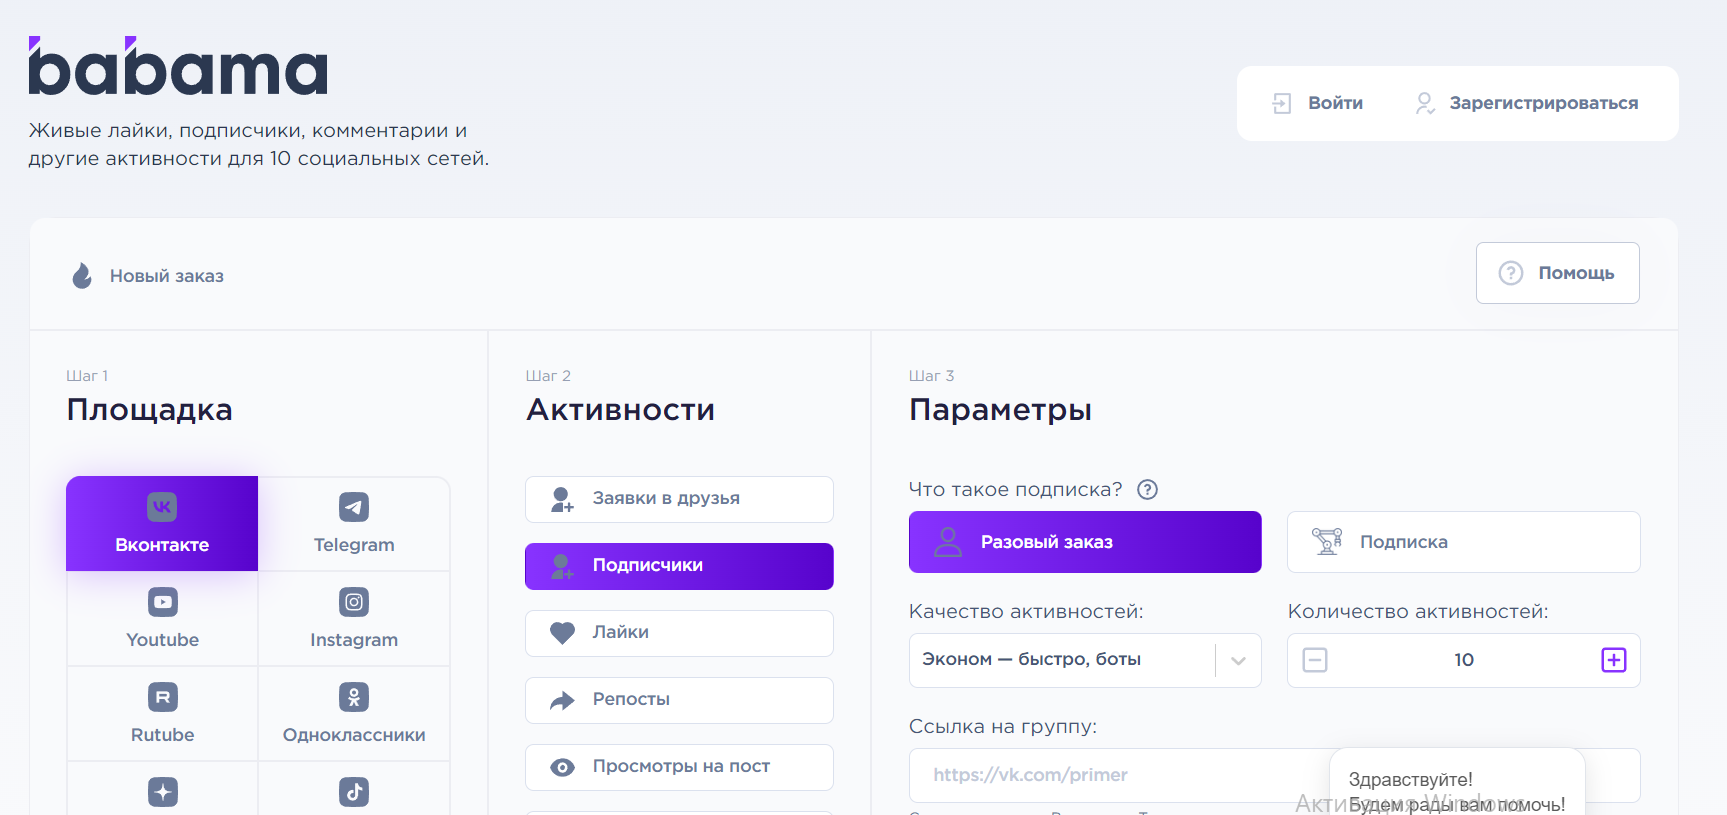 babama
Живые лайки, подписчики, комментарии и
другие активности для 10 социальных сетей.
Войти
Зарегистрироваться
Новый заказ
Помощь
Шаг 1
Площадка
Вконтакте
Telegram
Youtube
Instagram
Rutube
Одноклассники
Шаг 2
Активности
Заявки в друзья
Подписчики
Лайки
Репосты
Просмотры на пост
Шаг 3
Параметры
Что такое подписка?
Разовый заказ
Подписка
Качество активностей:
Количество активностей:
Эконом — быстро, боты
10
Ссылка на группу:
https://vk.com/primer
Здравствуйте!
Будем рады вам помочь!
Активация Windows